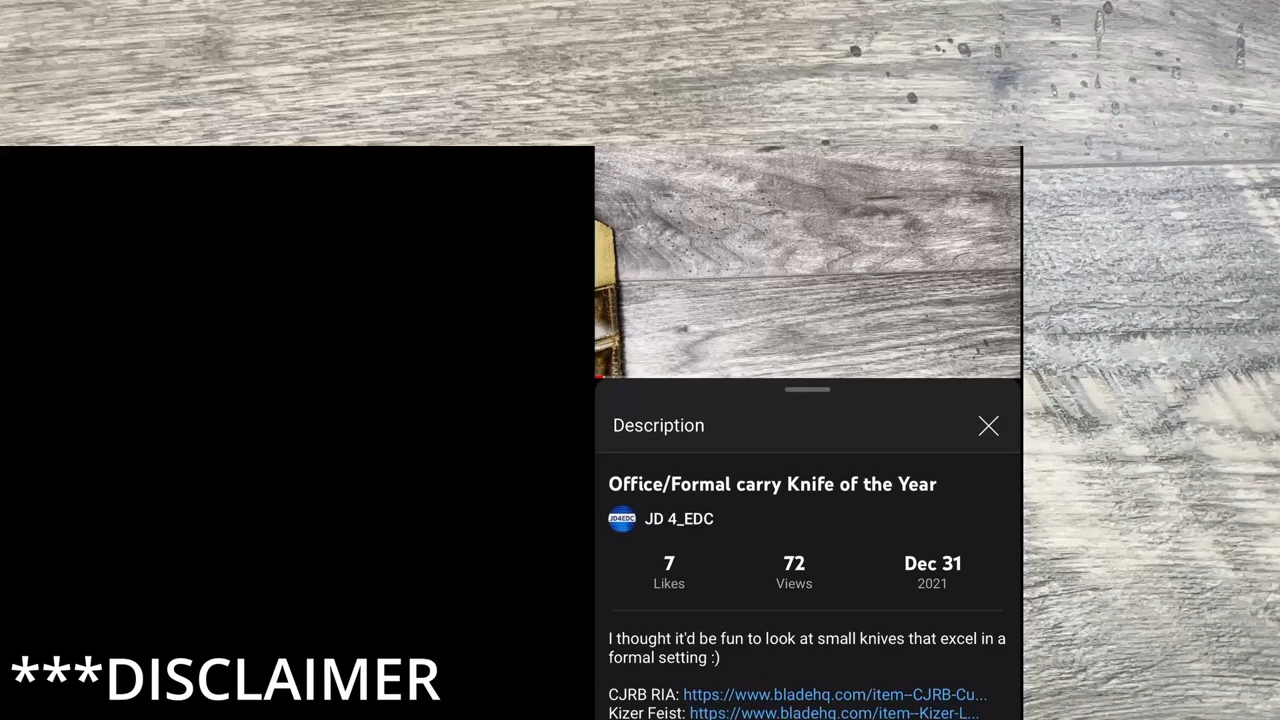 Description
Office/Formal carry Knife of the Year
JD4EDC JD 4_EDC
7 72 Dec 31
Likes Views 2021
I thought it'd be fun to look at small knives that excel in a
formal setting :)
CJRB RIA: https://www.bladehq.com/item--CJRB-Cu...
Kizer Feist: https://www.bladehq.com/item--Kizer-L...
***DISCLAIMER